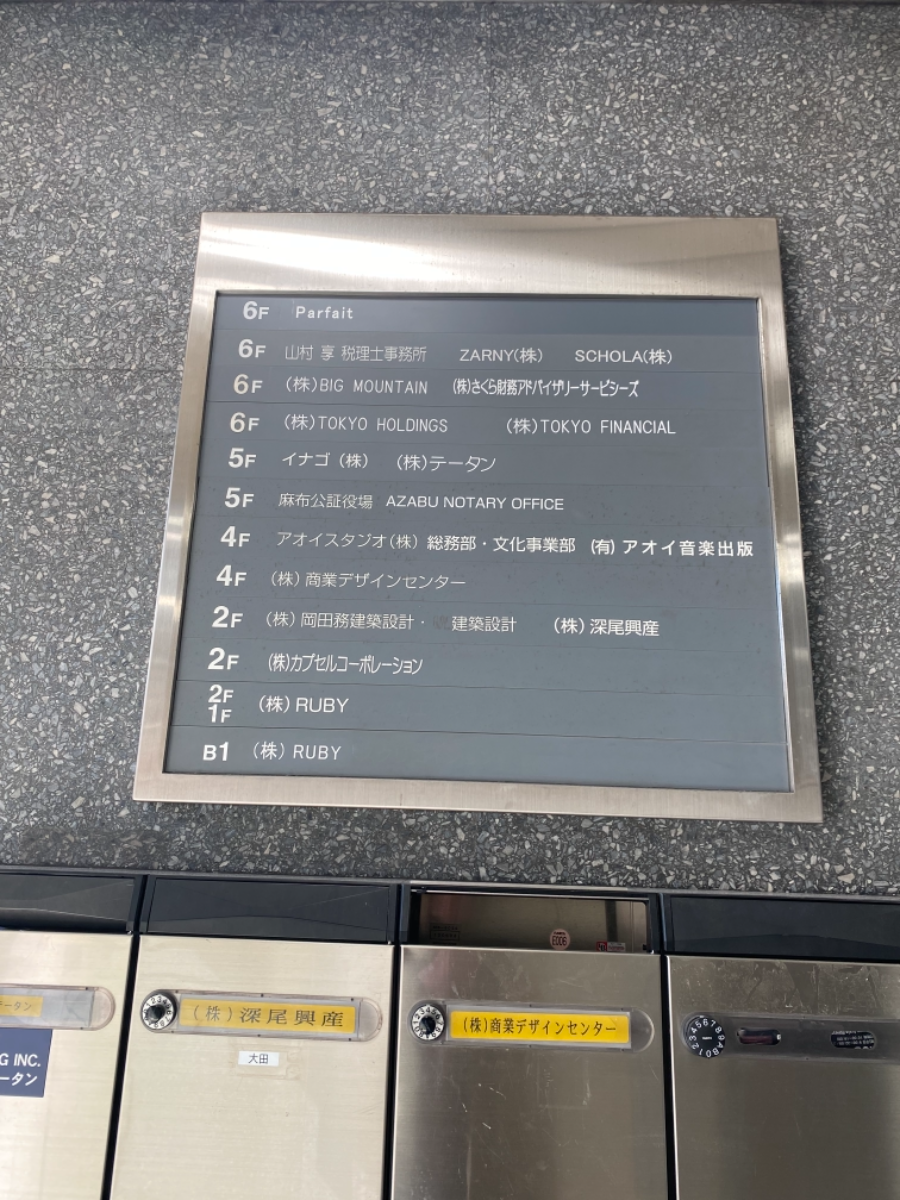 6F Parfait
6F 山村 享 税理士事務所 ZARNY(株) SCHOLA(株)
6F (株)BIG MOUNTAIN (株)さくら財務アドバイザリーサービシーズ
6F (株)TOKYO HOLDINGS (株)TOKYO FINANCIAL
5F イナゴ(株) (株)テータン
5F 麻布公証役場 AZABU NOTARY OFFICE
4F アオイスタジオ(株) 総務部・文化事業部 (有)アオイ音楽出版
4F (株)商業デザインセンター
2F (株)岡田務建築設計・ 建築設計 (株)深尾興産
2F (株)カプセルコーポレーション
2F
1F (株)RUBY
B1 (株)RUBY
テータン
G INC.
ータン
(株)深尾興産
大田
(株)商業デザインセンター